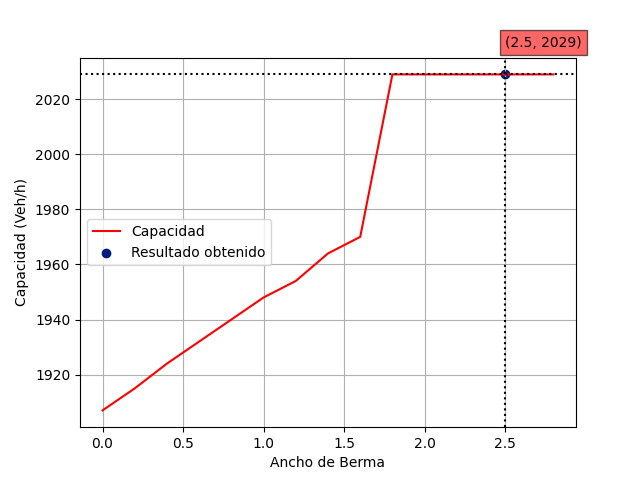 (2.5, 2029)
2020
2000
1980
1960
1940
1920
Capacidad (Veh/h)
Capacidad
Resultado obtenido
0.0 0.5 1.0 1.5 2.0 2.5
Ancho de Berma